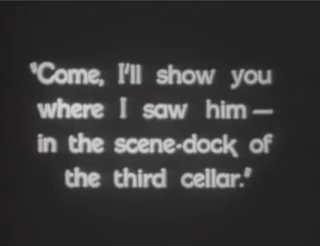 "Come, I'll show you
where I saw him—
in the scene-dock of
the third cellar."